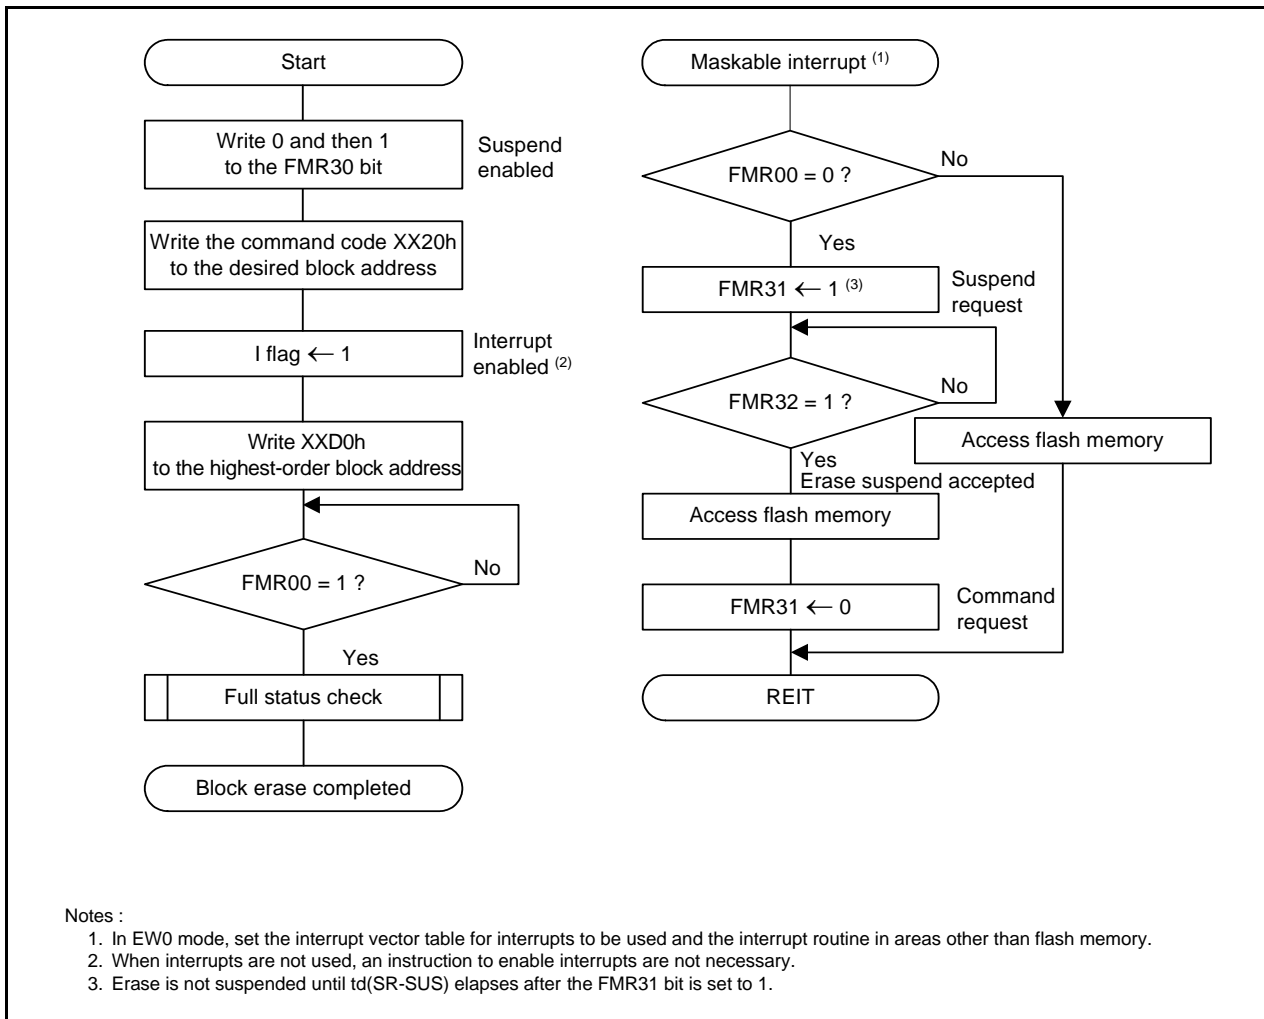 Start
Write 0 and then 1
to the FMR30 bit
Suspend
enabled
Write the command code XX20h
to the desired block address
I flag ← 1
Interrupt
enabled (2)
Write XXD0h
to the highest-order block address
FMR00 = 1 ?
No
Yes
Full status check
Block erase completed
Maskable interrupt (1)
FMR00 = 0 ?
No
Yes
FMR31 ← 1 (3)
Suspend
request
FMR32 = 1 ?
No
Yes
Erase suspend accepted
Access flash memory
Access flash memory
FMR31 ← 0
Command
request
REIT
Notes :
1. In EW0 mode, set the interrupt vector table for interrupts to be used and the interrupt routine in areas other than flash memory.
2. When interrupts are not used, an instruction to enable interrupts are not necessary.
3. Erase is not suspended until td(SR-SUS) elapses after the FMR31 bit is set to 1.